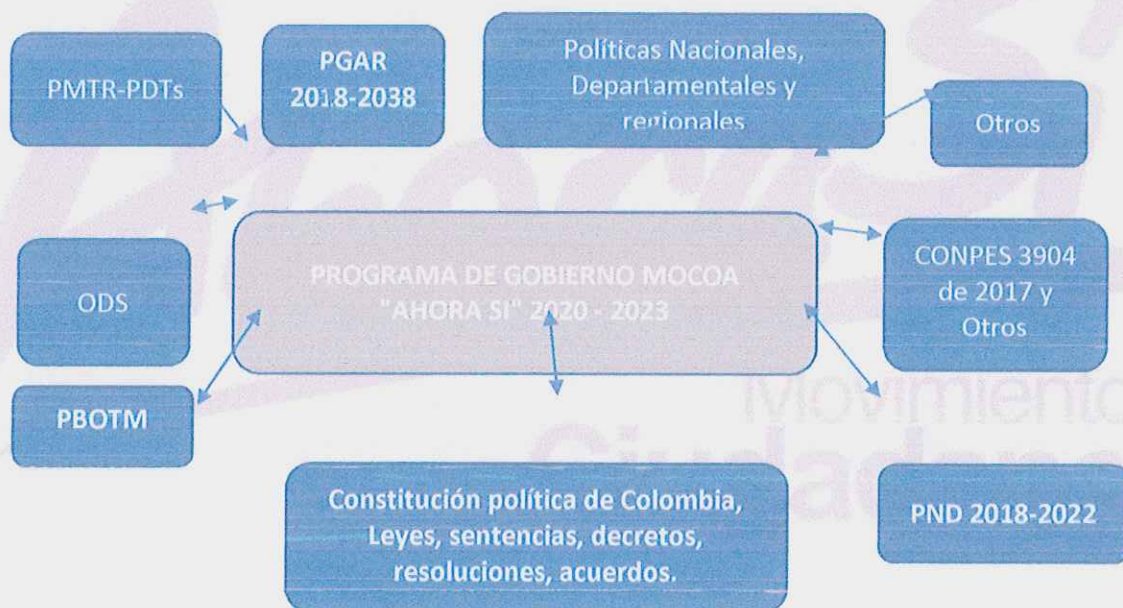 PMTR-PDTs
PGAR
2018-2038
Políticas Nacionales,
Departamentales y
regionales
Otros
ODS
PROGRAMA DE GOBIERNO MOCOA
"AHORA SI" 2020 - 2023
CONPES 3904
de 2017 y
Otros
PBOTM
Movimiento
Ciudadano
Constitución política de Colombia,
Leyes, sentencias, decretos,
resoluciones, acuerdos.
PND 2018-2022